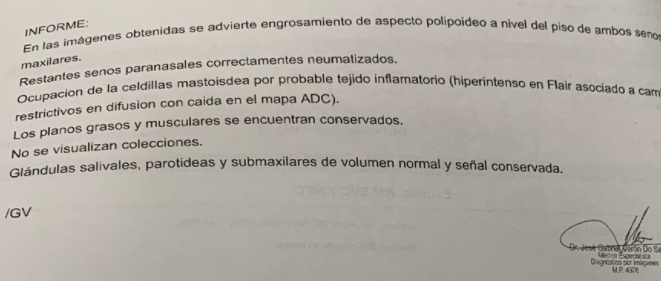 INFORME:
En las imágenes obtenidas se advierte engrosamiento de aspecto polipoideo a nivel del piso de ambos senos
maxilares.
Restantes senos paranasales correctamentes neumatizados.
Ocupacion de la celdillas mastoisdea por probable tejido inflamatorio (hiperintenso en Flair asociado a cam
restrictivos en difusion con caida en el mapa ADC).
Los planos grasos y musculares se encuentran conservados.
No se visualizan colecciones.
Glándulas salivales, parotideas y submaxilares de volumen normal y señal conservada.
/GV
Dr. José Gabriel Do
Médico Especialista
Diagnóstico por imágenes
M.P. 4976